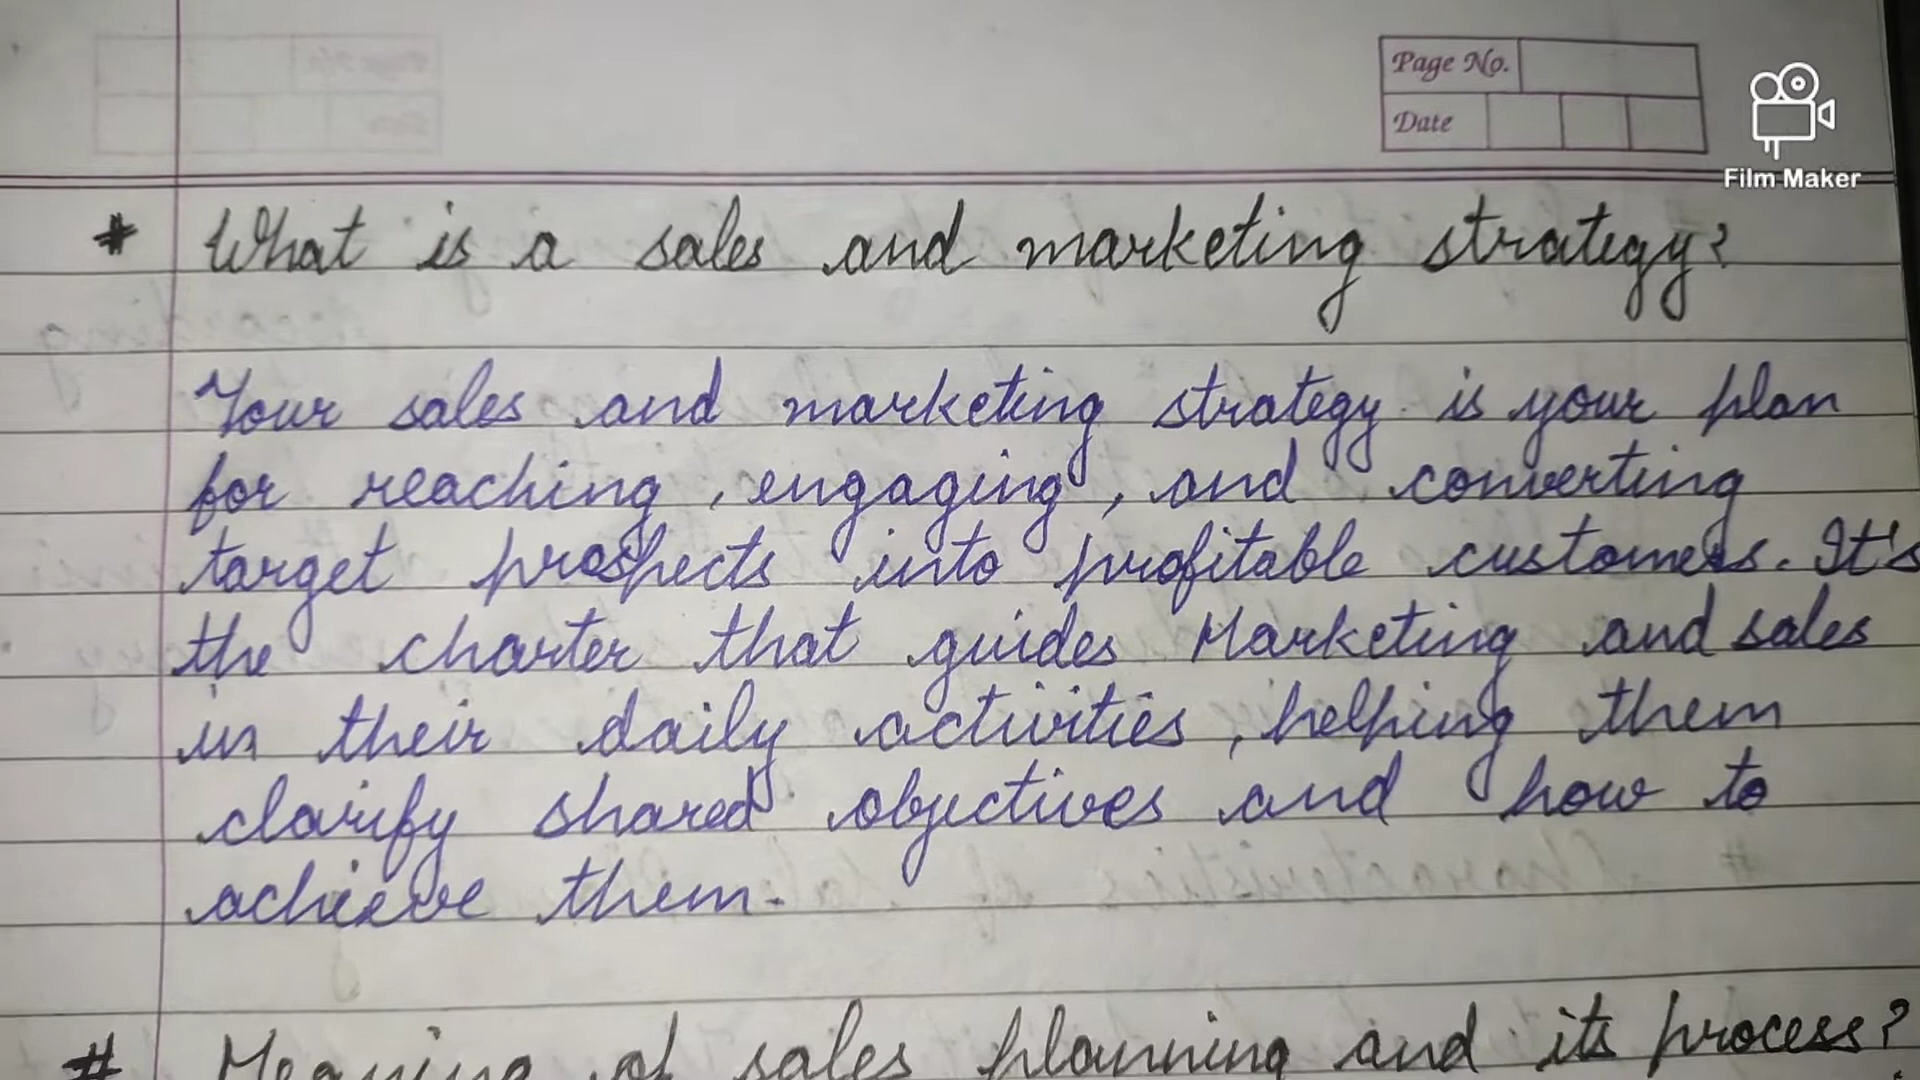 Page No.
Date
Film Maker
# What is a sales and marketing strategy?
Your sales and marketing strategy is your plan
for reaching, engaging, and converting
target prospects into profitable customers. It's
the charter that guides Marketing and sales
in their daily activities, helping them
clarify shared objectives and how to
achieve them.
# Meaning of sales planning and its process?